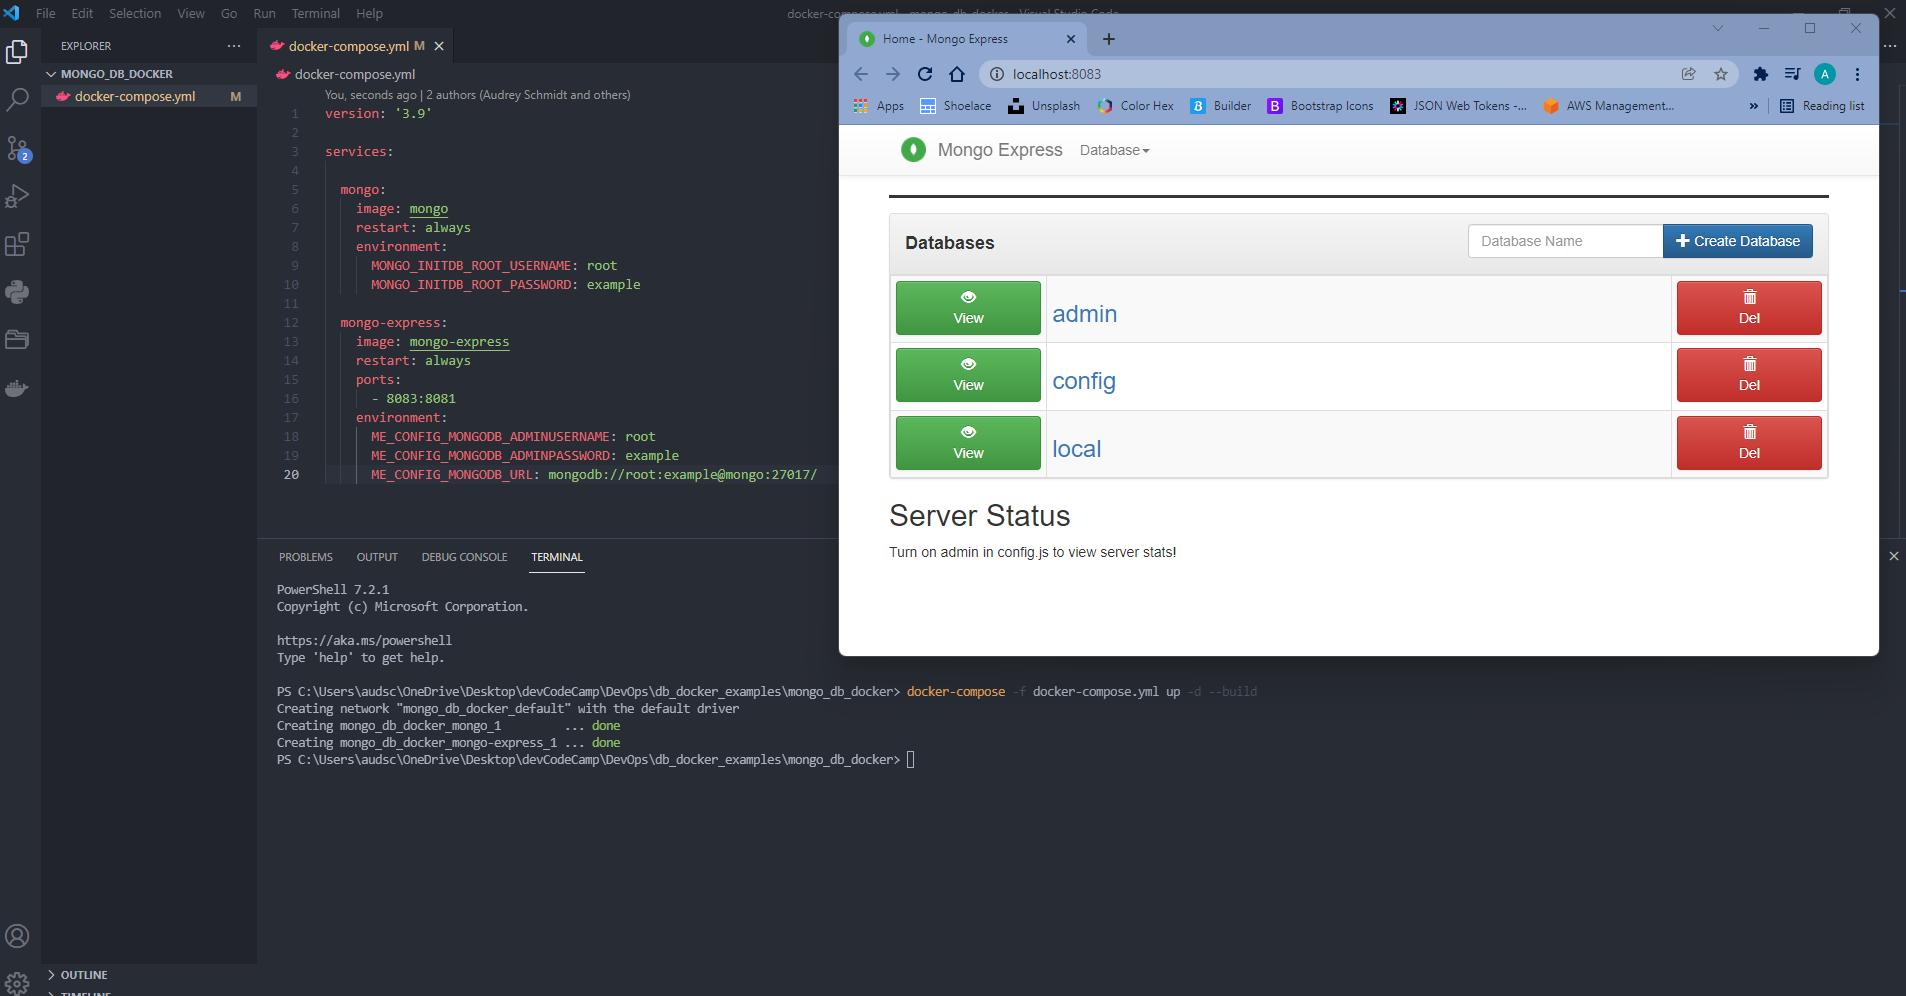 File Edit Selection View Go Run Terminal Help
EXPLORER
MONGO_DB_DOCKER
docker-compose.yml M
2
OUTLINE
docker-compose.yml M
docker-compose.yml
You, seconds ago | 2 authors (Audrey Schmidt and others)
1 version: '3.9'
2
3 services:
4
5 mongo:
6 image: mongo
7 restart: always
8 environment:
9 MONGO_INITDB_ROOT_USERNAME: root
10 MONGO_INITDB_ROOT_PASSWORD: example
11
12 mongo-express:
13 image: mongo-express
14 restart: always
15 ports:
16 - 8083:8081
17 environment:
18 ME_CONFIG_MONGODB_ADMINUSERNAME: root
19 ME_CONFIG_MONGODB_ADMINPASSWORD: example
20 ME_CONFIG_MONGODB_URL: mongodb://root:example@mongo:27017/
PROBLEMS OUTPUT DEBUG CONSOLE TERMINAL
PowerShell 7.2.1
Copyright (c) Microsoft Corporation.
https://aka.ms/powershell
Type 'help' to get help.
PS C:\Users\audsc\OneDrive\Desktop\devCodeCamp\DevOps\db_docker_examples\mongo_db_docker> docker-compose -f docker-compose.yml up -d --build
Creating network "mongo_db_docker_default" with the default driver
Creating mongo_db_docker_mongo_1 ... done
Creating mongo_db_docker_mongo-express_1 ... done
PS C:\Users\audsc\OneDrive\Desktop\devCodeCamp\DevOps\db_docker_examples\mongo_db_docker>
Home - Mongo Express
localhost:8083
A
Apps Shoelace Unsplash Color Hex Builder Bootstrap Icons JSON Web Tokens -... AWS Management... » Reading list
Mongo Express Database
Databases Database Name Create Database
View admin Del
View config Del
View local Del
Server Status
Turn on admin in config.js to view server stats!